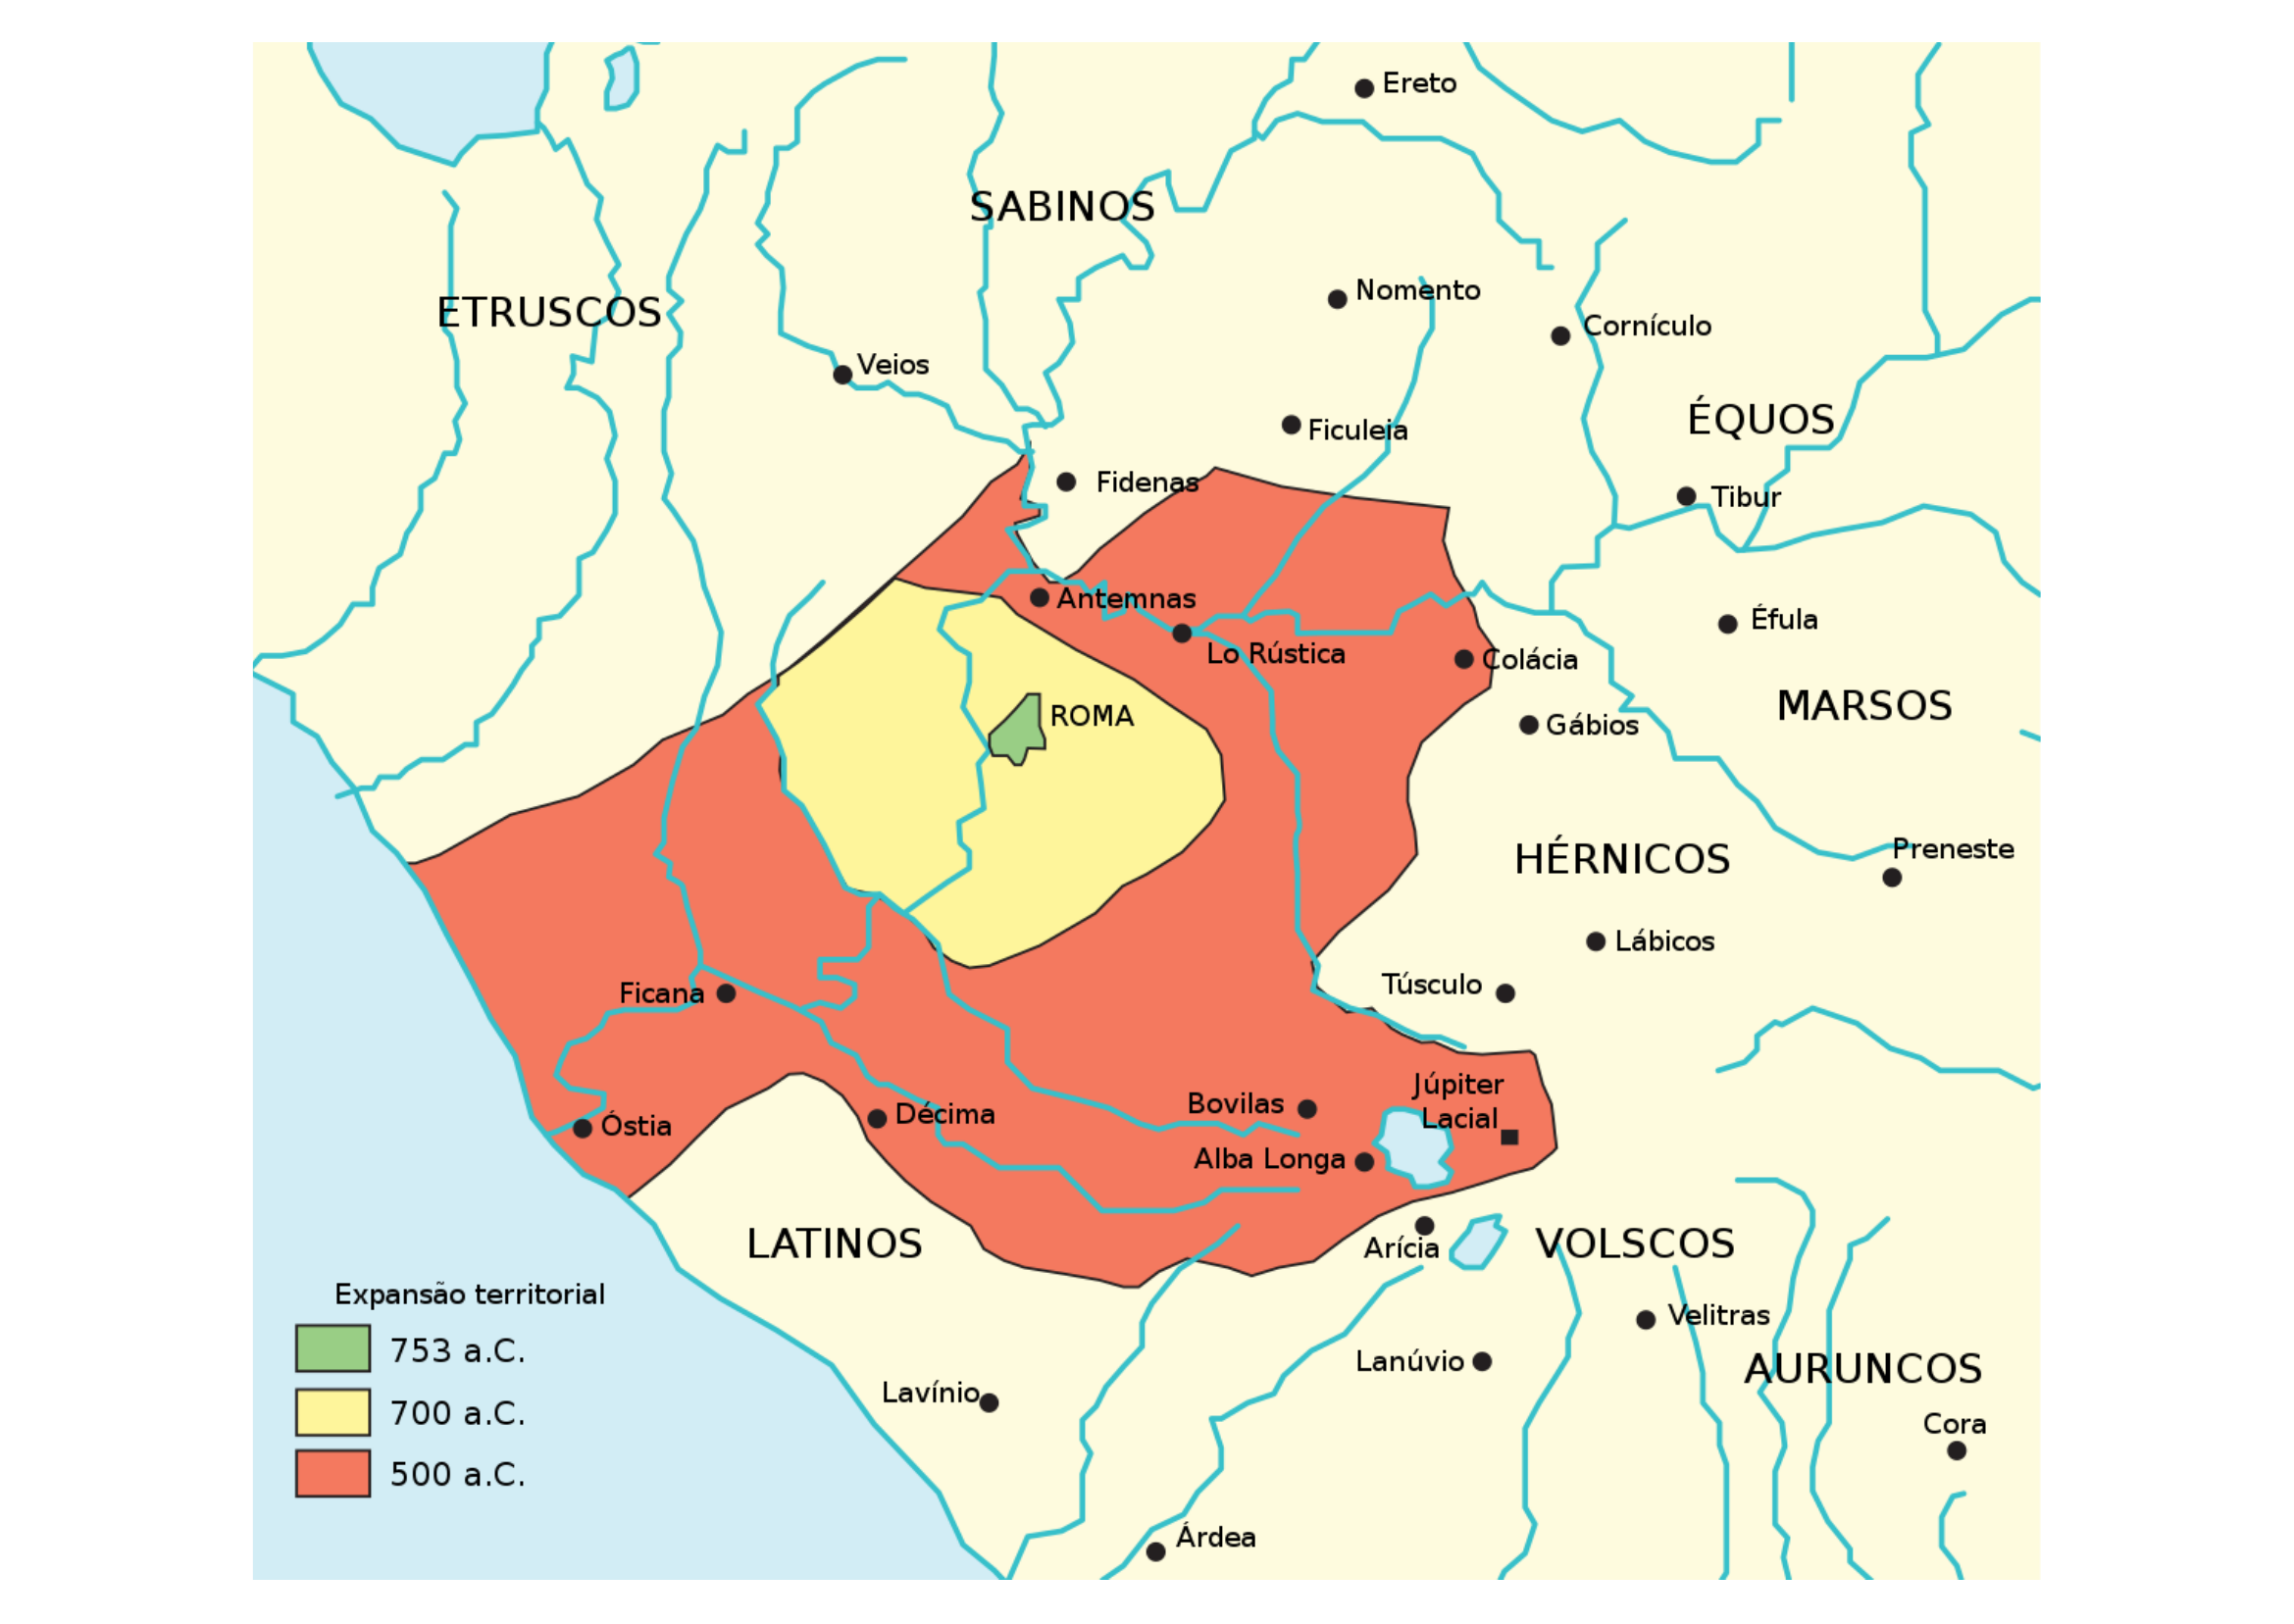 Ereto
SABINOS
Nomento
ETRUSCOS
Cornículo
Veios
ÉQUOS
Ficuleia
Fidenas
Tibur
Antemnas
Éfula
Lo Rústica
Colácia
MARSOS
ROMA
Gábios
Preneste
HÉRNICOS
Lábicos
Túsculo
Ficana
Júpiter
Lacial
Bovilas
Décima
Óstia
Alba Longa
LATINOS
Arícia
VOLSCOS
Velitras
Lanúvio
AURUNCOS
Lavínio
Cora
Árdea
Expansão territorial
753 a.C.
700 a.C.
500 a.C.